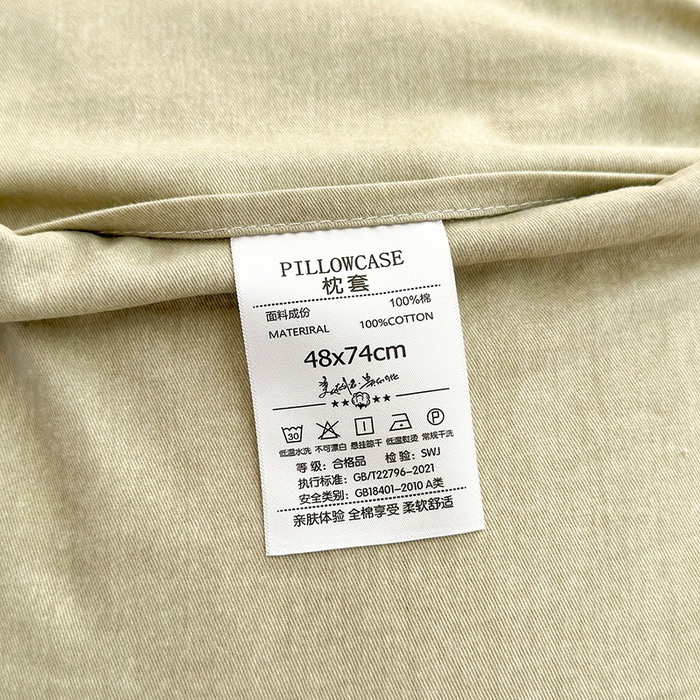 PILLOWCASE
枕套
面料成份 100%棉
MATERIRAL 100%COTTON
48x74cm
30 P
低温水洗 不可漂白 悬挂晾干 低温熨烫 常规干洗
等 级：合格品 检 验：SWJ
执行标准：GB/T22796-2021
安全类别：GB18401-2010 A类
亲肤体验 全棉享受 柔软舒适